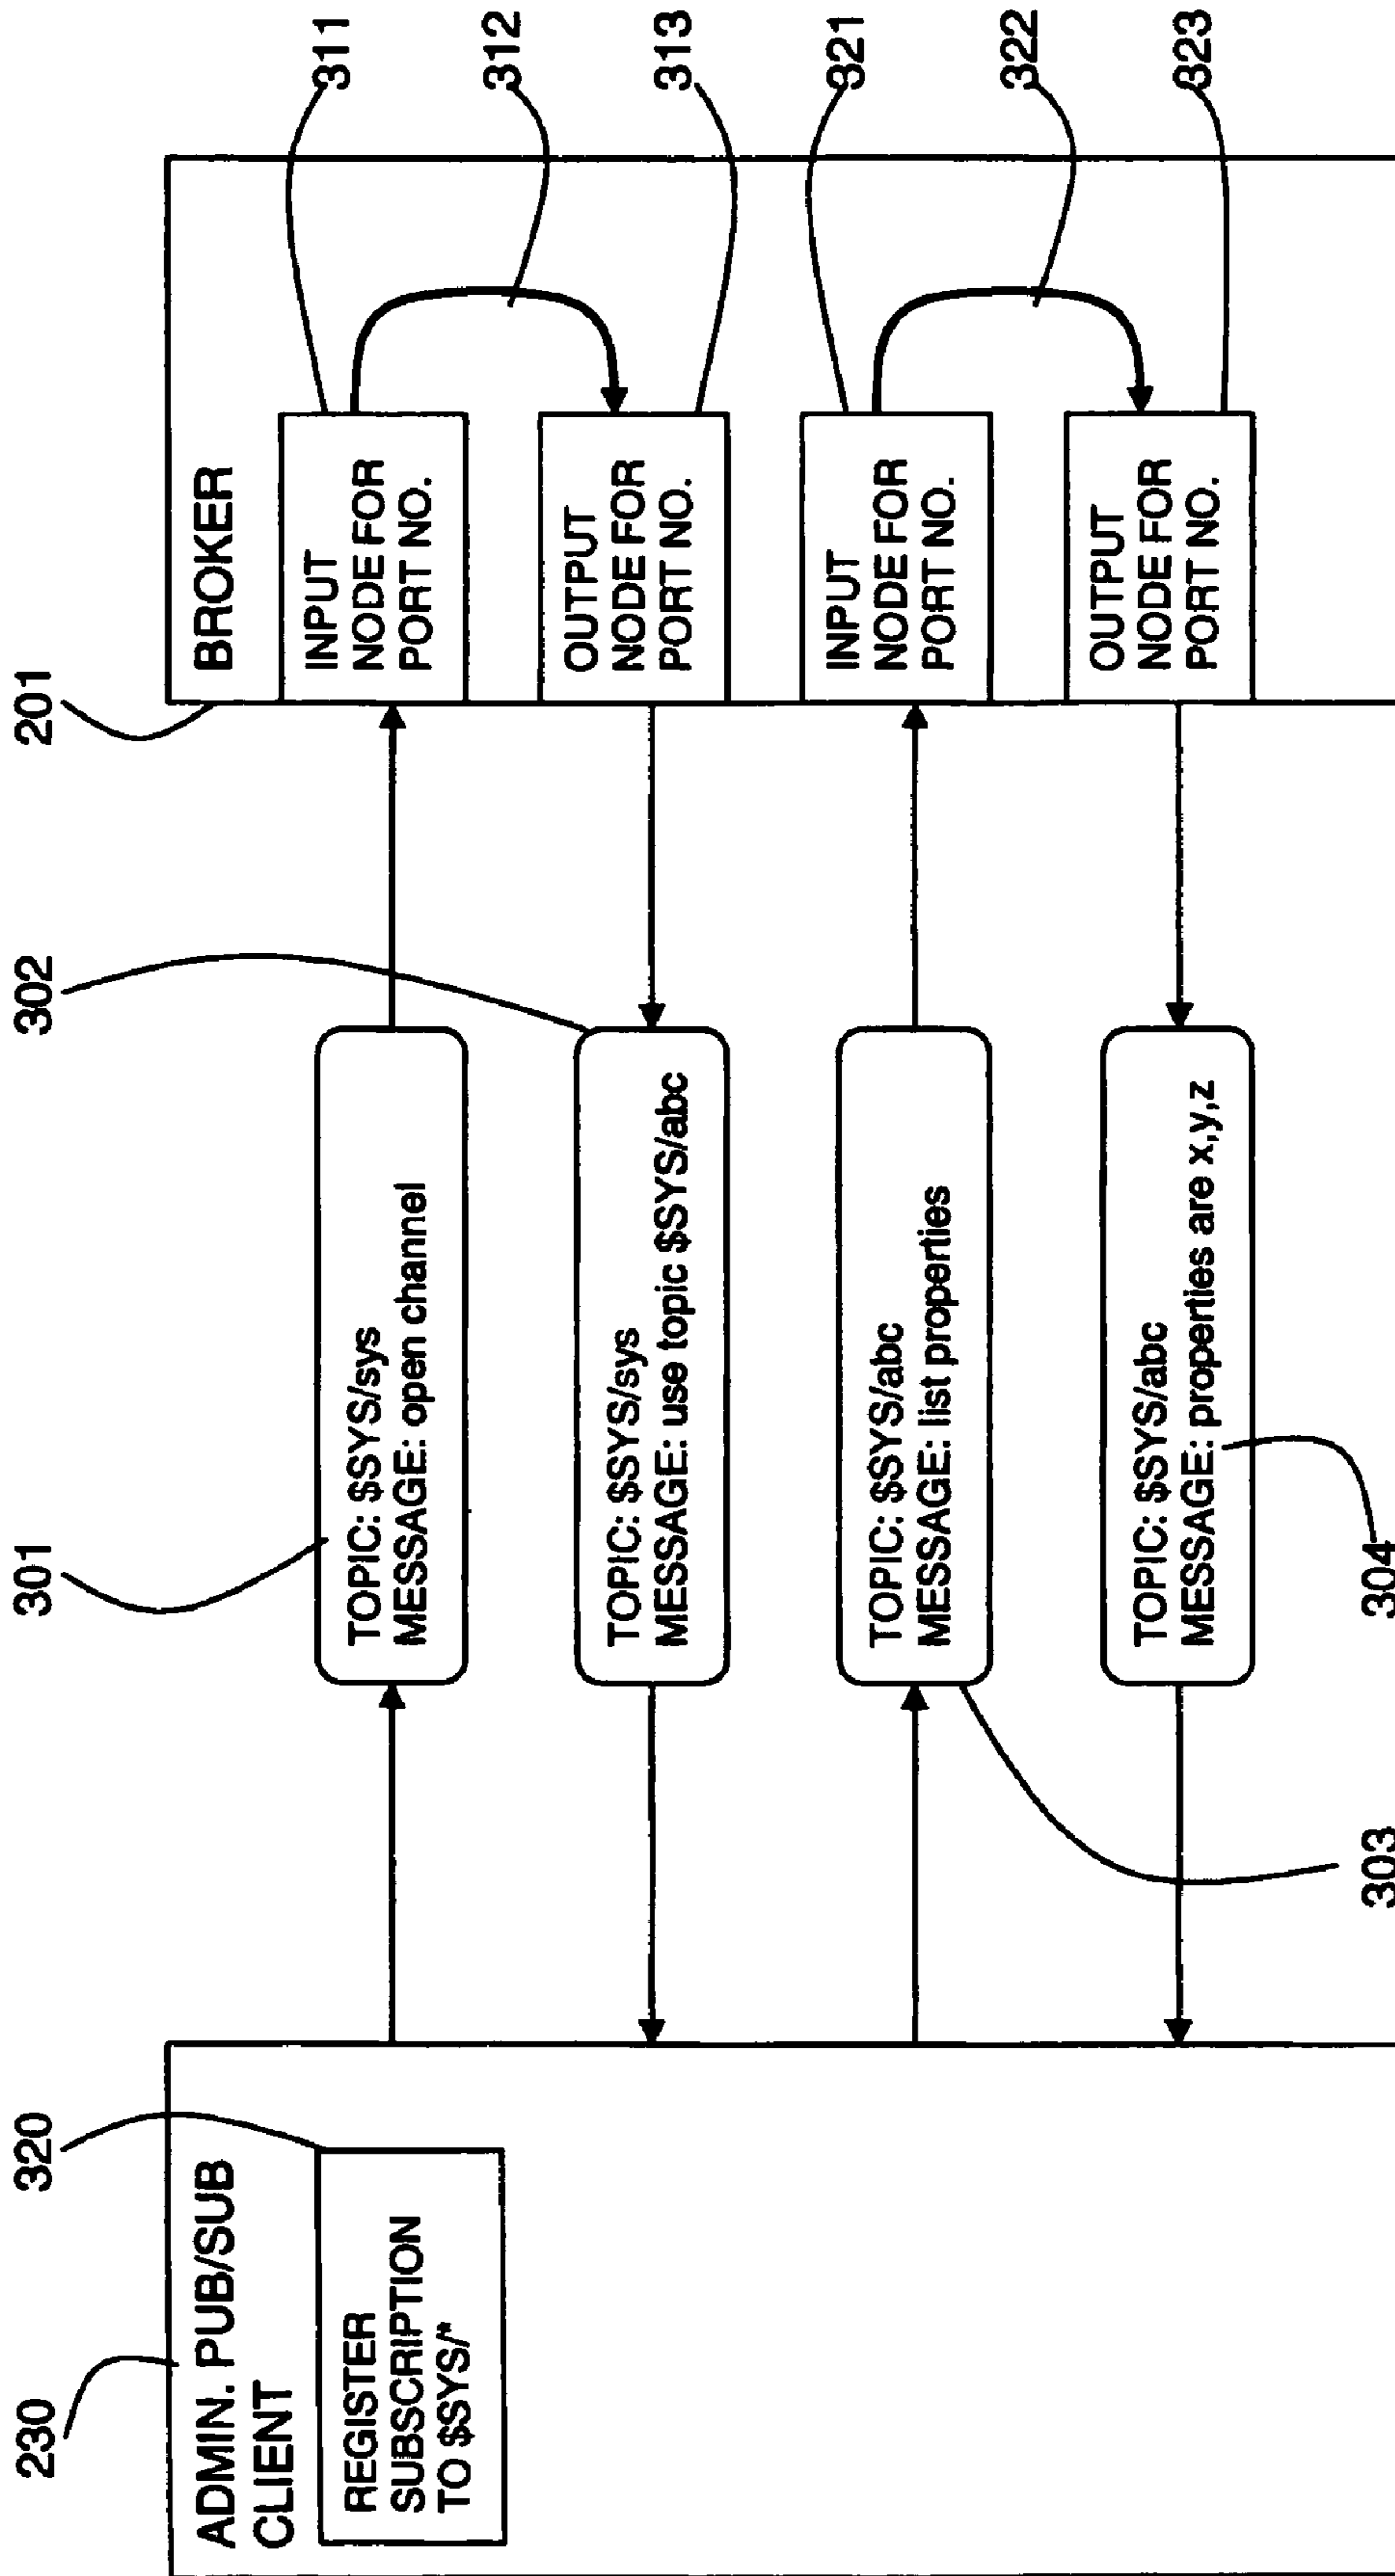 230
320
301
302
201
ADMIN. PUB/SUB
CLIENT
REGISTER
SUBSCRIPTION
TO $SYS/*
TOPIC: $SYS/sys
MESSAGE: open channel
TOPIC: $SYS/sys
MESSAGE: use topic $SYS/abc
TOPIC: $SYS/abc
MESSAGE: list properties
TOPIC: $SYS/abc
MESSAGE: properties are x,y,z
303
304
BROKER
INPUT
NODE FOR
PORT NO.
OUTPUT
NODE FOR
PORT NO.
INPUT
NODE FOR
PORT NO.
OUTPUT
NODE FOR
PORT NO.
311
312
313
321
322
323